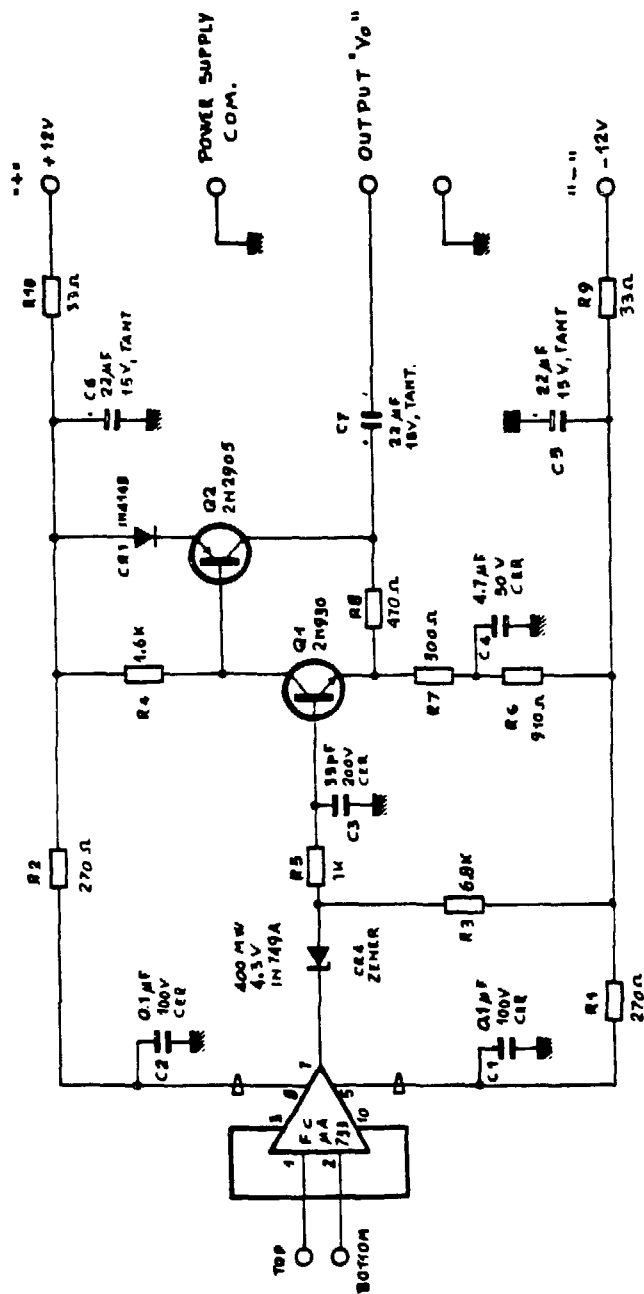 "+"
+12V
POWER SUPPLY
COM.
OUTPUT "Vo"
"-"
-12V
R10
33Ω
C6
22µF
15V, TANT
CR3
1N414B
Q2
2N2905
C7
22µF
15V, TANT.
22µF
15V, TANT
C5
R9
33Ω
R4
1.6K
Q1
2N930
R8
470Ω
R7
300Ω
4.7µF
50V
CER
C4
R6
910Ω
R2
270Ω
R5
1K
33pF
200V
CER
C3
400 MW
4.3V
1N749A
CR4
ZENER
R3
6.8K
0.1µF
100V
CER
C2
0.1µF
100V
CER
C1
R1
270Ω
TOP
BOTTOM
1
2
3
8
7
5
10
FC
µA
733